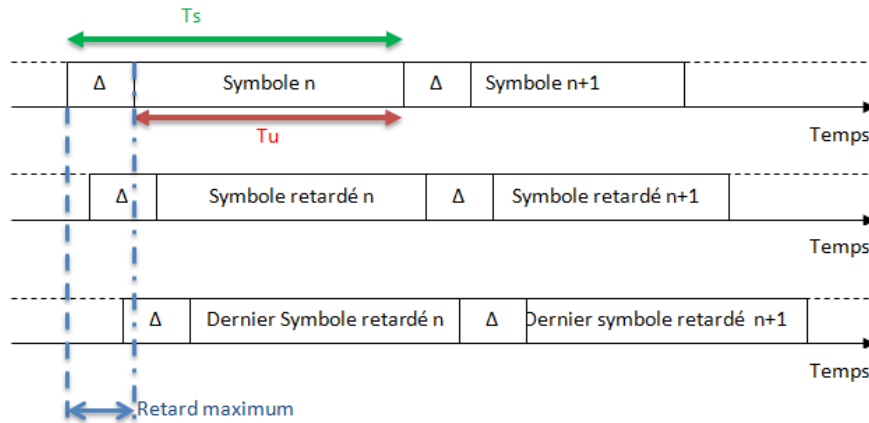 Ts
Δ Symbole n Δ Symbole n+1
Tu
Temps
Δ Symbole retardé n Δ Symbole retardé n+1
Temps
Δ Dernier Symbole retardé n Δ Dernier symbole retardé n+1
Temps
Retard maximum